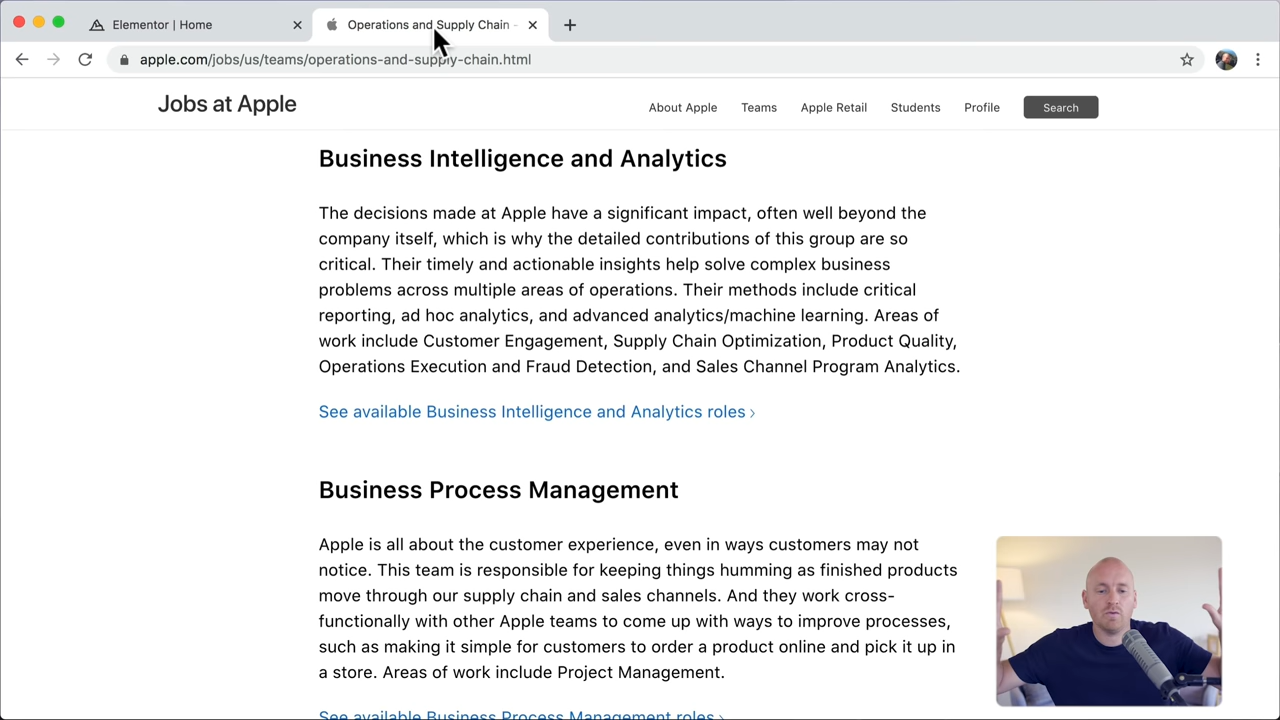 Elementor | Home
Operations and Supply Chain -
apple.com/jobs/us/teams/operations-and-supply-chain.html
Jobs at Apple
About Apple
Teams
Apple Retail
Students
Profile
Search
Business Intelligence and Analytics
The decisions made at Apple have a significant impact, often well beyond the
company itself, which is why the detailed contributions of this group are so
critical. Their timely and actionable insights help solve complex business
problems across multiple areas of operations. Their methods include critical
reporting, ad hoc analytics, and advanced analytics/machine learning. Areas of
work include Customer Engagement, Supply Chain Optimization, Product Quality,
Operations Execution and Fraud Detection, and Sales Channel Program Analytics.
See available Business Intelligence and Analytics roles ›
Business Process Management
Apple is all about the customer experience, even in ways customers may not
notice. This team is responsible for keeping things humming as finished products
move through our supply chain and sales channels. And they work cross-
functionally with other Apple teams to come up with ways to improve processes,
such as making it simple for customers to order a product online and pick it up in
a store. Areas of work include Project Management.
See available Business Process Management roles ›